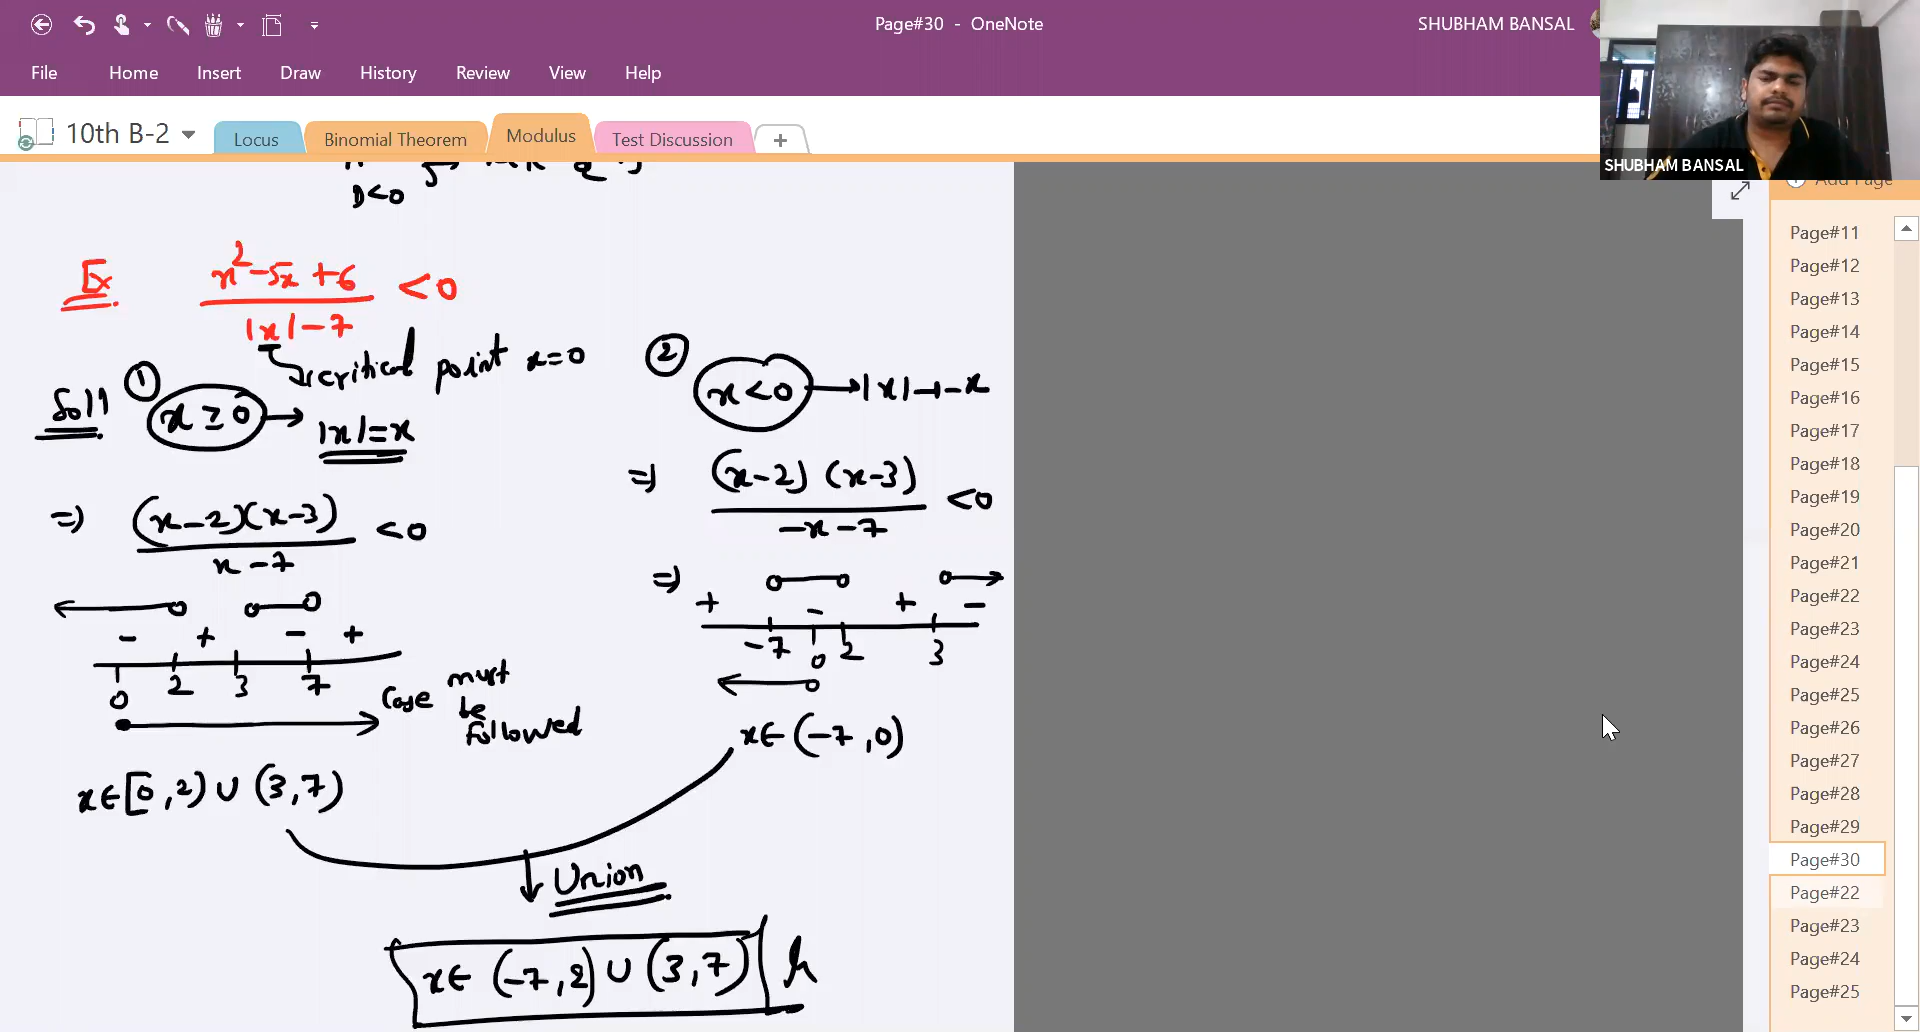 Page#30 - OneNote
SHUBHAM BANSAL
File Home Insert Draw History Review View Help
10th B-2
Locus
Binomial Theorem
Modulus
Test Discussion
+
SHUBHAM BANSAL
Add Page
D<0
Ex
x²-5x+6
|x|-7
<0
critical point x=0
Solⁿ
①
x≥0
|x|=x
⇒ (x-2)(x-3)
x-7
<0
- + - +
0 2 3 7
Case must
be
followed
x∈[0,2)∪(3,7)
②
x<0
|x|→-x
⇒ (x-2)(x-3)
-x-7
<0
⇒
+ - + -
-7 0 2 3
x∈(-7,0)
Union
x∈(-7,2)∪(3,7)
Page#11
Page#12
Page#13
Page#14
Page#15
Page#16
Page#17
Page#18
Page#19
Page#20
Page#21
Page#22
Page#23
Page#24
Page#25
Page#26
Page#27
Page#28
Page#29
Page#30
Page#22
Page#23
Page#24
Page#25